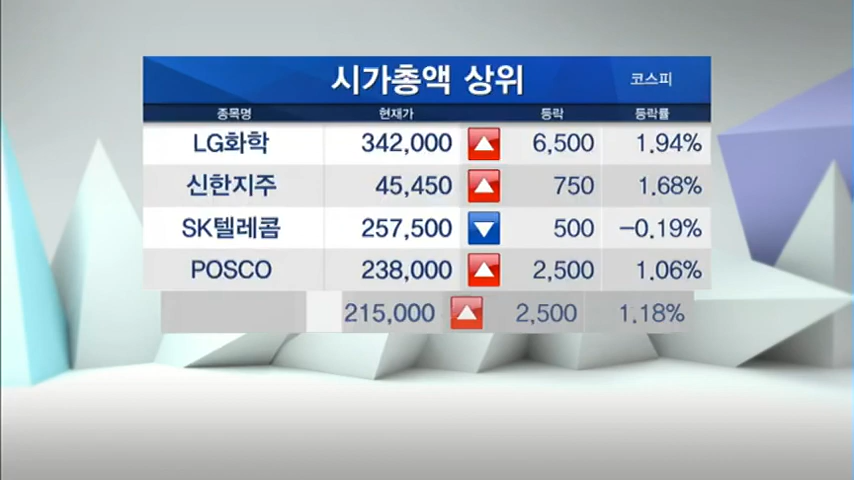 시가총액 상위 코스피
종목명 현재가 등락 등락률
LG화학 342,000 6,500 1.94%
신한지주 45,450 750 1.68%
SK텔레콤 257,500 500 -0.19%
POSCO 238,000 2,500 1.06%
215,000 2,500 1.18%